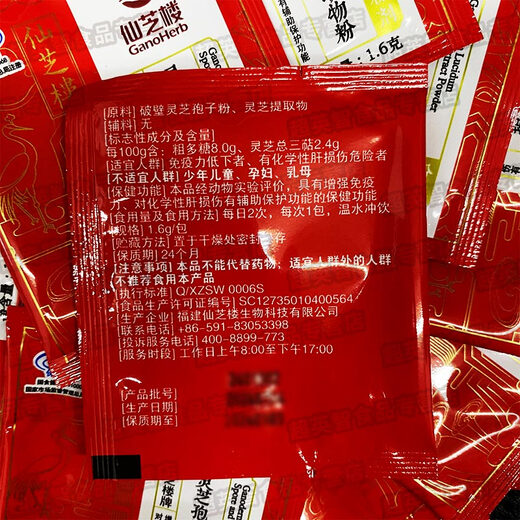 仙芝楼
GanoHerb
仙芝楼
物粉
1.6克
[原料] 破壁灵芝孢子粉、灵芝提取物
[辅料] 无
[标志性成分及含量]
每100g含：粗多糖8.0g、灵芝总三萜2.4g
[适宜人群] 免疫力低下者、有化学性肝损伤危险者
[不适宜人群] 少年儿童、孕妇、乳母
[保健功能] 本品经动物实验评价，具有增强免疫
力、对化学性肝损伤有辅助保护功能的保健功能
[食用量及食用方法] 每日2次，每次1包，温水冲饮
[规格] 1.6g/包
[贮藏方法] 置于干燥处密封保存
[保质期] 24个月
[注意事项] 本品不能代替药物；适宜人群外的人群
不推荐食用本产品
[执行标准] Q/XZSW 0006S
[食品生产许可证编号] SC12735010400564
[生产企业] 福建仙芝楼生物科技有限公司
[联系电话] +86-591-83053398
[投诉服务电话] 400-8899-773
[服务时段] 工作日上午8:00至下午17:00
[产品批号]
[生产日期]
[保质期至]